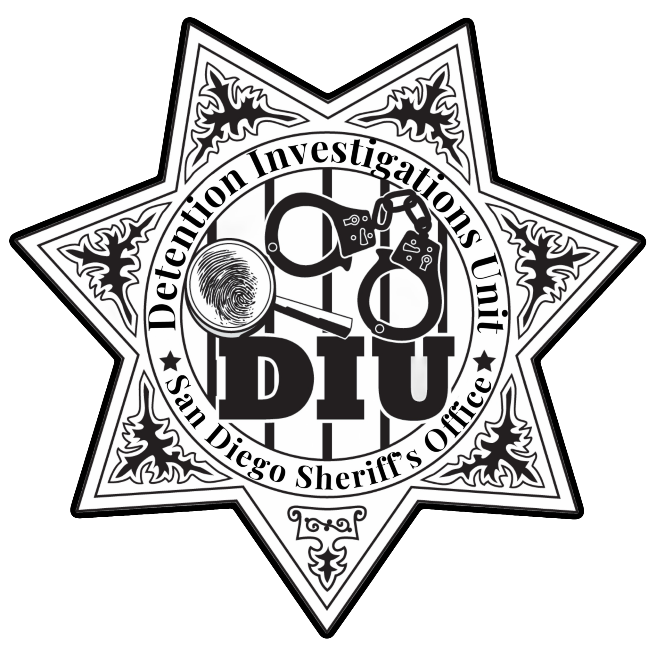 Detention Investigations Unit
DIU
San Diego Sheriff's Office